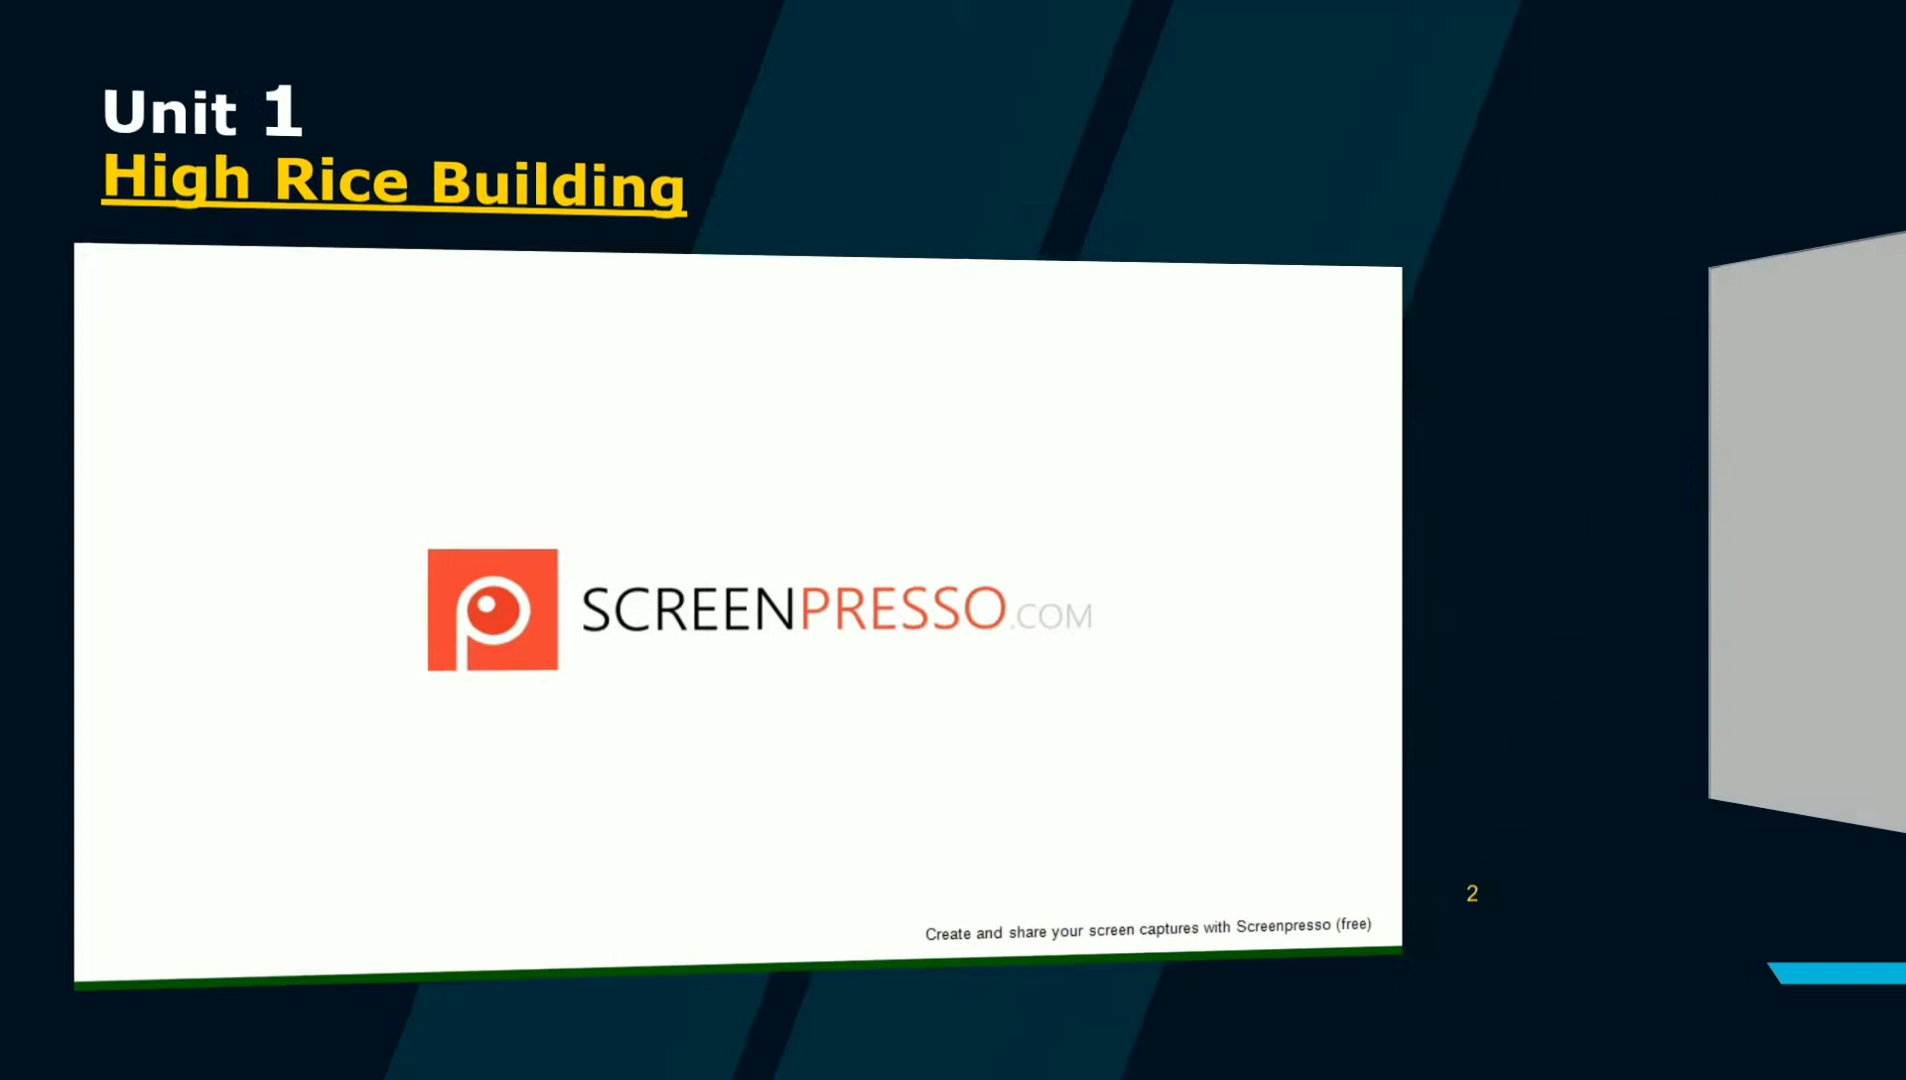 Unit 1
High Rice Building
SCREENPRESSO.COM
Create and share your screen captures with Screenpresso (free)
2